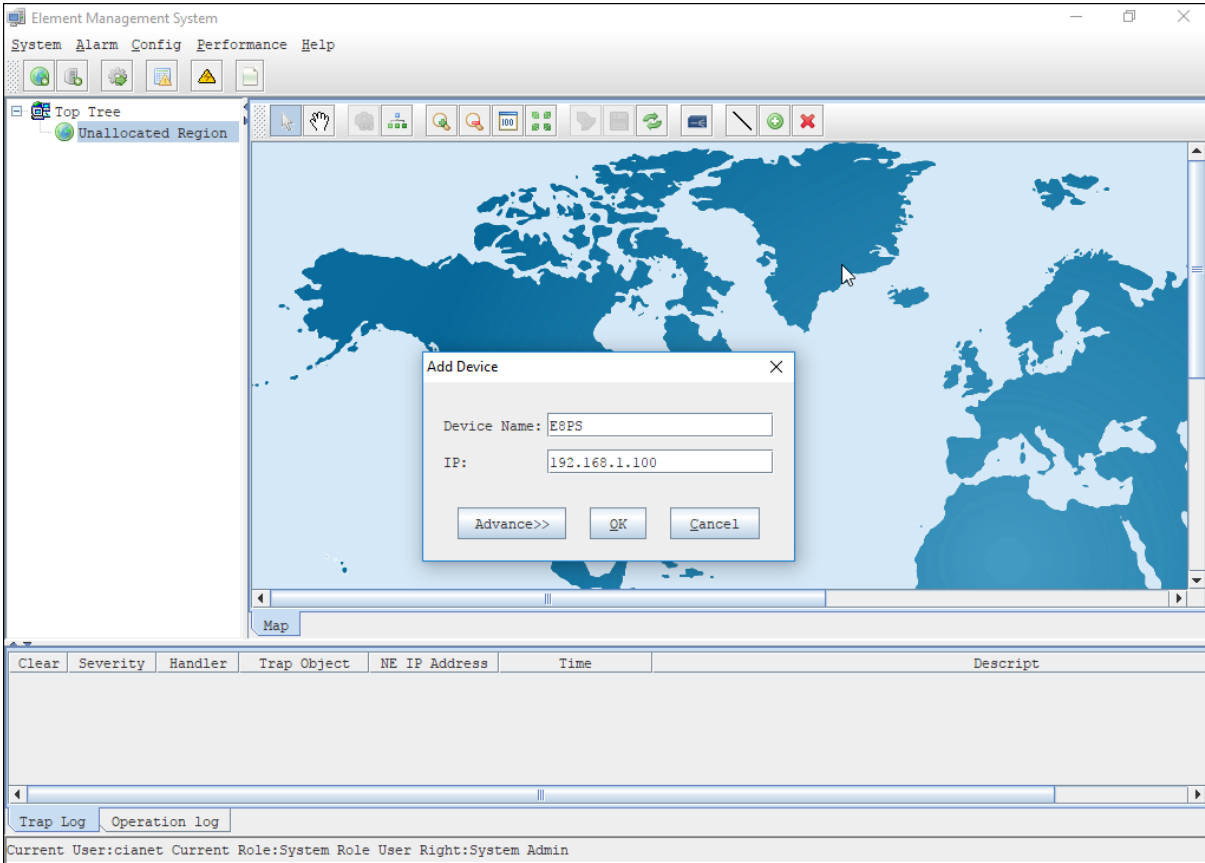 Element Management System
System Alarm Config Performance Help
Top Tree
Unallocated Region
100
Add Device
Device Name: E8PS
IP: 192.168.1.100
Advance>> OK Cancel
Map
Clear Severity Handler Trap Object NE IP Address Time Descript
Trap Log Operation log
Current User:cianet Current Role:System Role User Right:System Admin